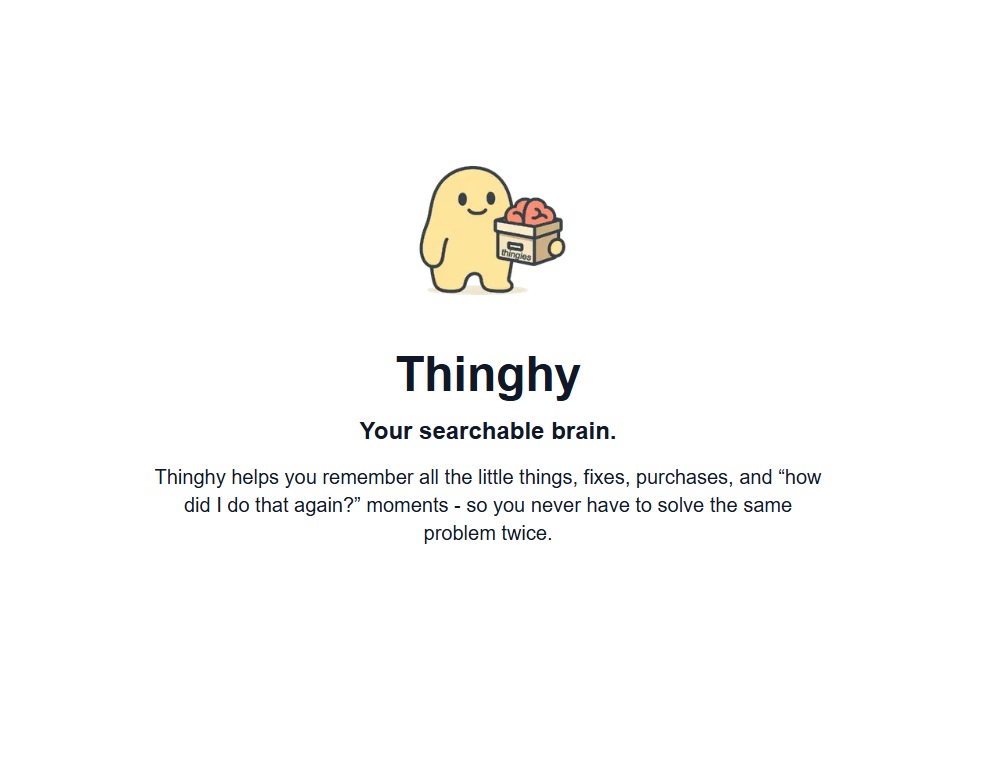 thingies
Thinghy
Your searchable brain.
Thinghy helps you remember all the little things, fixes, purchases, and “how
did I do that again?” moments - so you never have to solve the same
problem twice.